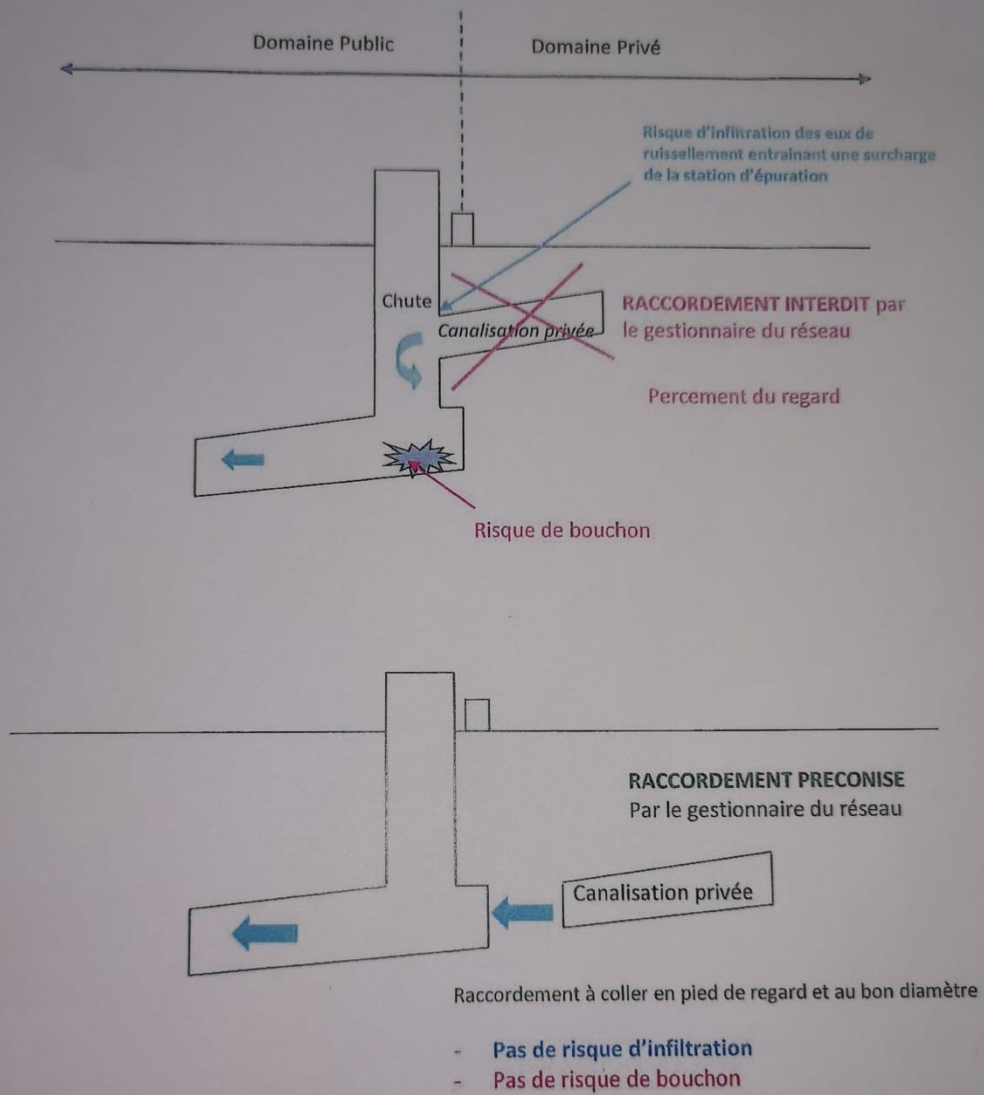 Domaine Public
Domaine Privé
Risque d'infiltration des eux de
ruissellement entrainant une surcharge
de la station d'épuration
Chute
Canalisation privée
RACCORDEMENT INTERDIT par
le gestionnaire du réseau
Percement du regard
Risque de bouchon
RACCORDEMENT PRECONISE
Par le gestionnaire du réseau
Canalisation privée
Raccordement à coller en pied de regard et au bon diamètre
- Pas de risque d'infiltration
- Pas de risque de bouchon